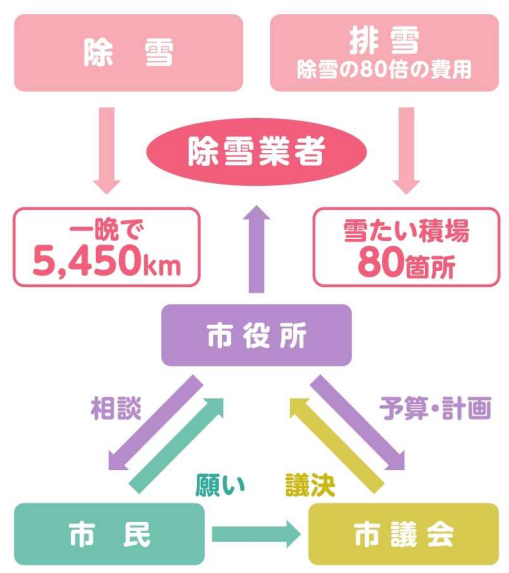 除雪
排雪
除雪の80倍の費用
除雪業者
一晩で
5,450km
雪たい積場
80箇所
市役所
相談
予算・計画
願い
議決
市民
市議会